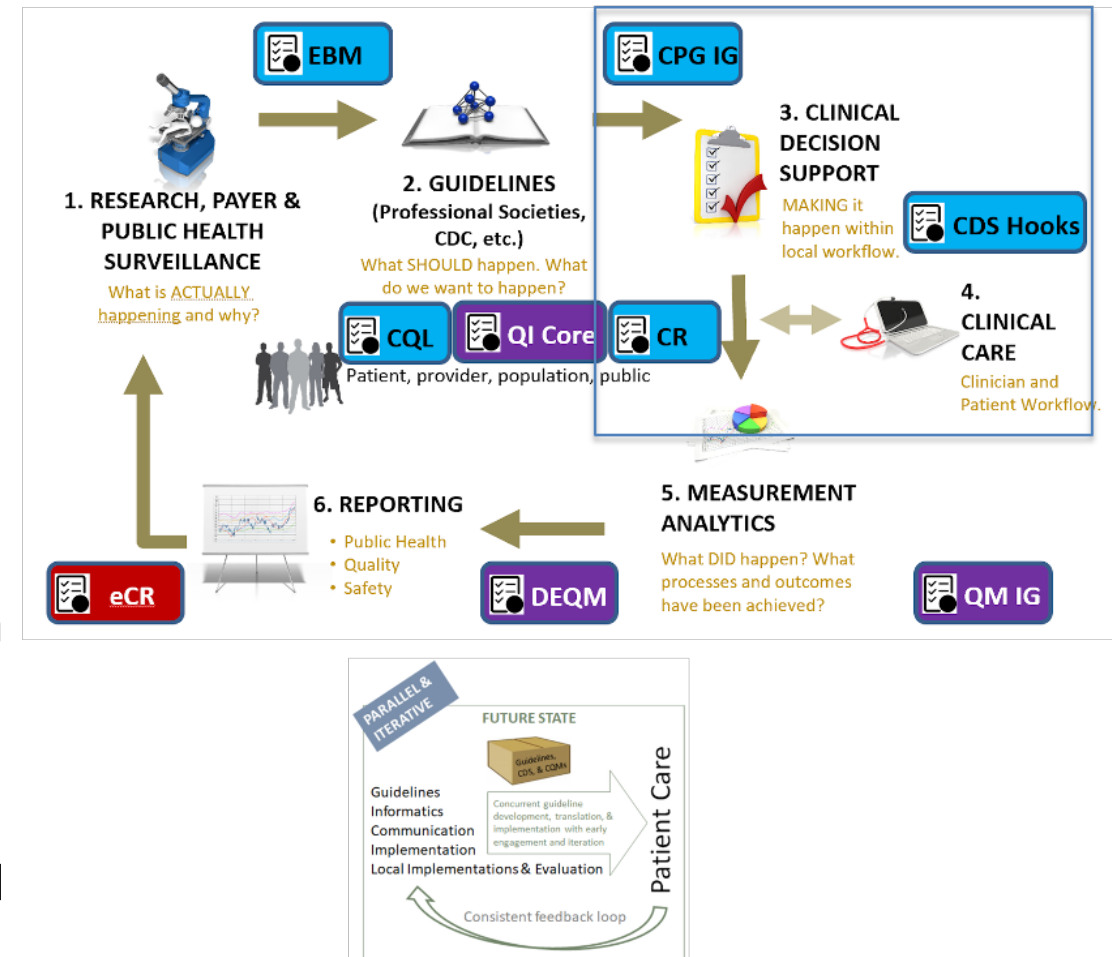 EBM
CPG IG
1. RESEARCH, PAYER &
PUBLIC HEALTH
SURVEILLANCE
What is ACTUALLY
happening and why?
2. GUIDELINES
(Professional Societies,
CDC, etc.)
What SHOULD happen. What
do we want to happen?
3. CLINICAL
DECISION
SUPPORT
MAKING it
happen within
local workflow.
CDS Hooks
4.
CLINICAL
CARE
Clinician and
Patient Workflow.
CQL
QI Core
CR
Patient, provider, population, public
5. MEASUREMENT
ANALYTICS
What DID happen? What
processes and outcomes
have been achieved?
QM IG
6. REPORTING
• Public Health
• Quality
• Safety
DEQM
eCR
PARALLEL &
ITERATIVE
FUTURE STATE
Guidelines,
CDS, & CQMs
Guidelines
Informatics
Communication
Implementation
Local Implementations & Evaluation
Concurrent guideline
development, translation, &
implementation with early
engagement and iteration
Patient Care
Consistent feedback loop